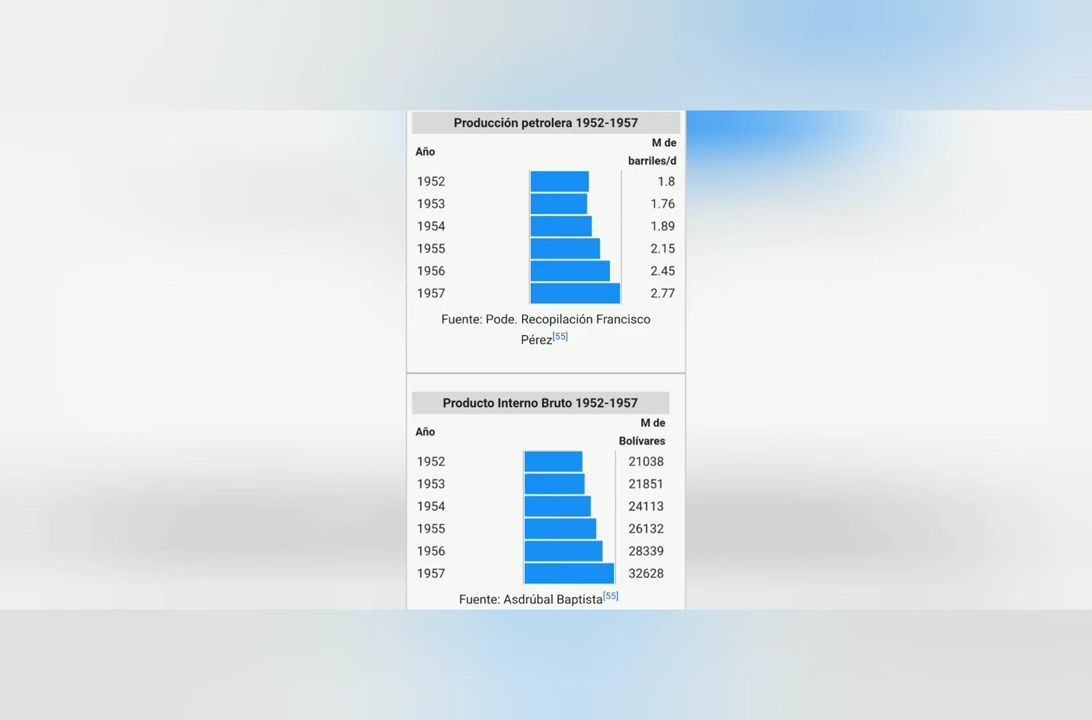 Producción petrolera 1952-1957
Año M de barriles/d
1952 1.8
1953 1.76
1954 1.89
1955 2.15
1956 2.45
1957 2.77
Fuente: Pode. Recopilación Francisco
Pérez[55]
Producto Interno Bruto 1952-1957
Año M de Bolívares
1952 21038
1953 21851
1954 24113
1955 26132
1956 28339
1957 32628
Fuente: Asdrúbal Baptista[55]